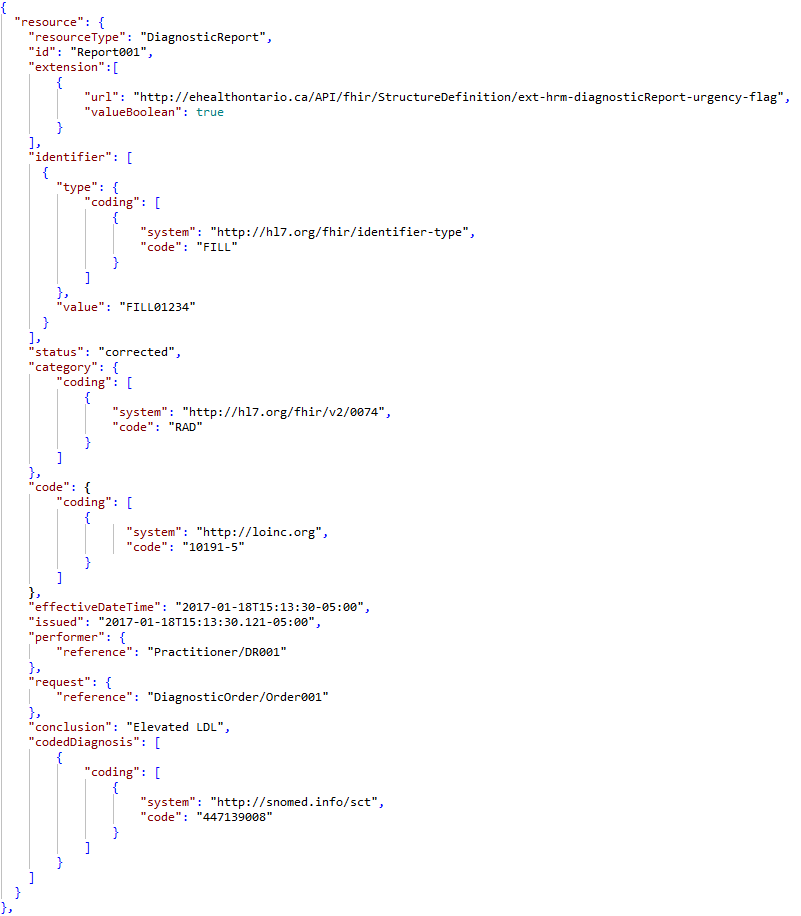 {
  "resource": {
    "resourceType": "DiagnosticReport",
    "id": "Report001",
    "extension":[
        {
            "url": "http://ehealthontario.ca/API/fhir/StructureDefinition/ext-hrm-diagnosticReport-urgency-flag",
            "valueBoolean": true
        }
    ],
    "identifier": [
      {
        "type": {
            "coding": [
                {
                    "system": "http://hl7.org/fhir/identifier-type",
                    "code": "FILL"
                }
            ]
        },
        "value": "FILL01234"
      }
    ],
    "status": "corrected",
    "category": {
        "coding": [
            {
                "system": "http://hl7.org/fhir/v2/0074",
                "code": "RAD"
            }
        ]
    },
    "code": {
        "coding": [
            {
                  "system": "http://loinc.org",
                  "code": "10191-5"
            }
        ]
    },
    "effectiveDateTime": "2017-01-18T15:13:30-05:00",
    "issued": "2017-01-18T15:13:30.121-05:00",
    "performer": {
        "reference": "Practitioner/DR001"
    },
    "request": {
        "reference": "DiagnosticOrder/Order001"
    },
    "conclusion": "Elevated LDL",
    "codedDiagnosis": [
        {
            "coding": [
                {
                    "system": "http://snomed.info/sct",
                    "code": "447139008"
                }
            ]
        }
    ]
  }
},